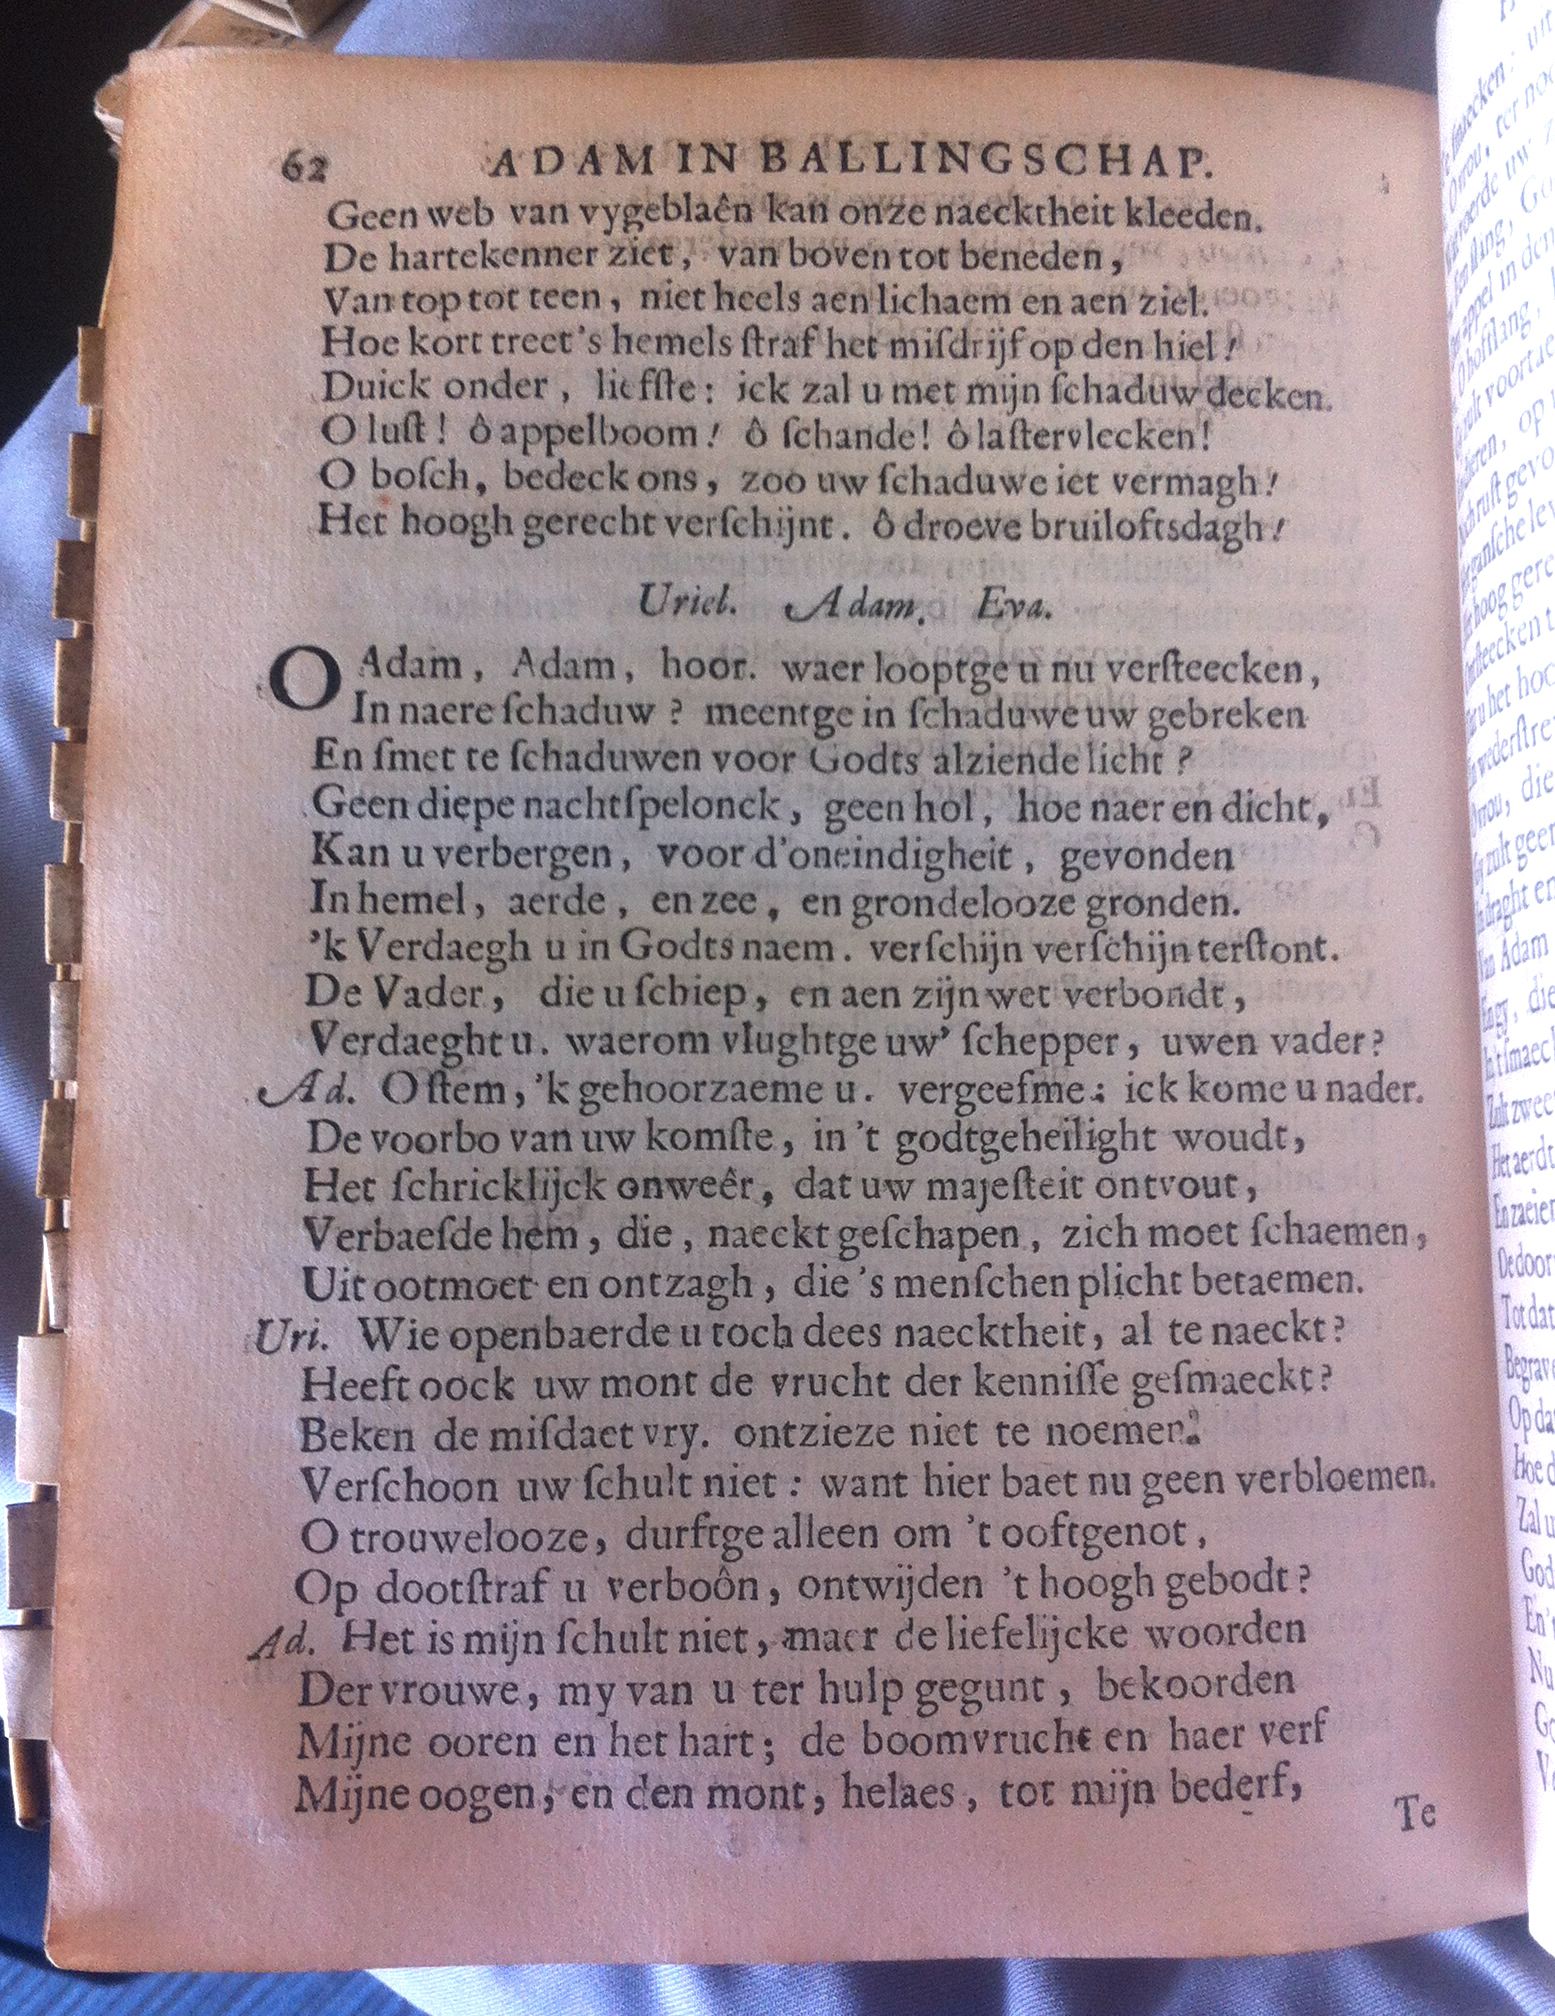 62 ADAM IN BALLINGSCHAP.
Geen web van vygeblaên kan onze naecktheit kleeden.
De hartekenner ziet, van boven tot beneden,
Van top tot teen, niet heels aen lichaem en aen ziel.
Hoe kort treet's hemels ſtraf het miſdrijf op den hiel!
Duick onder, liefſte: ick zal u met mijn ſchaduw decken.
O luſt! ô appelboom! ô ſchande! ô laſtervlecken!
O boſch, bedeck ons, zoo uw ſchaduwe iet vermagh!
Het hoogh gerecht verſchijnt. ô droeve bruiloftsdagh!
Uriel. Adam. Eva.
O Adam, Adam, hoor. waer looptge u nu verſteecken,
In naere ſchaduw? meentge in ſchaduwe uw gebreken
En ſmet te ſchaduwen voor Godts alziende licht?
Geen diepe nachtſpelonck, geen hol, hoe naer en dicht,
Kan u verbergen, voor d'oneindigheit, gevonden
In hemel, aerde, en zee, en grondelooze gronden.
'k Verdaegh u in Godts naem. verſchijn verſchijn terſtont.
De Vader, die u ſchiep, en aen zijn wet verbondt,
Verdaeght u. waerom vlughtge uw' ſchepper, uwen vader?
Ad. O ſtem, 'k gehoorzaeme u. vergeefme: ick kome u nader.
De voorbo van uw komſte, in 't godtgeheilight woudt,
Het ſchricklijck onweêr, dat uw majeſteit ontvout,
Verbaeſde hem, die, naeckt geſchapen, zich moet ſchaemen,
Uit ootmoet en ontzagh, die 's menſchen plicht betaemen.
Uri. Wie openbaerde u toch dees naecktheit, al te naeckt?
Heeft oock uw mont de vrucht der kenniſſe geſmaeckt?
Beken de miſdaet vry. ontzieze niet te noemen:
Verſchoon uw ſchult niet: want hier baet nu geen verbloemen.
O trouwelooze, durftge alleen om 't ooftgenot,
Op dootſtraf u verboôn, ontwijden 't hoogh gebodt?
Ad. Het is mijn ſchult niet, maer de liefelijcke woorden
Der vrouwe, my van u ter hulp gegunt, bekoorden
Mijne ooren en het hart; de boomvrucht en haer verf
Mijne oogen, en den mont, helaes, tot mijn bederf,
Te